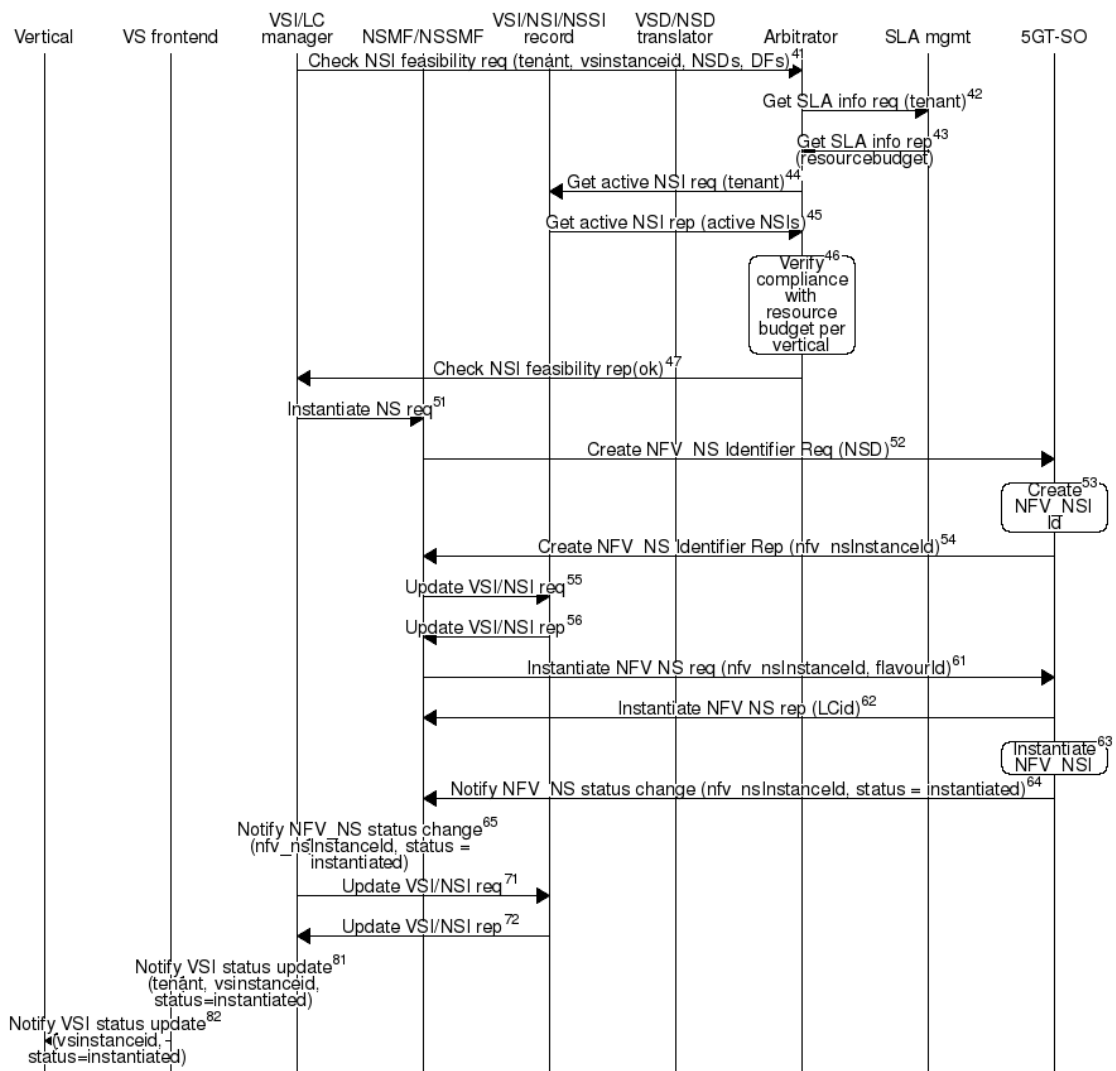 Vertical
VS frontend
VSI/LC
manager
NSMF/NSSMF
VSI/NSI/NSSI
record
VSD/NSD
translator
Arbitrator
SLA mgmt
5GT-SO
Check NSI feasibility req (tenant, vsinstanceid, NSDs, DFs)41
Get SLA info req (tenant)42
Get SLA info rep43
(resourcebudget)
Get active NSI req (tenant)44
Get active NSI rep (active NSIs)45
Verify46
compliance
with
resource
budget per
vertical
Check NSI feasibility rep(ok)47
Instantiate NS req51
Create NFV_NS Identifier Req (NSD)52
Create53
NFV_NSI
Id
Create NFV_NS Identifier Rep (nfv_nsInstanceId)54
Update VSI/NSI req55
Update VSI/NSI rep56
Instantiate NFV NS req (nfv_nsInstanceId, flavourId)61
Instantiate NFV NS rep (LCid)62
Instantiate63
NFV_NSI
Notify NFV_NS status change (nfv_nsInstanceId, status = instantiated)64
Notify NFV_NS status change65
(nfv_nsInstanceId, status =
instantiated)
Update VSI/NSI req71
Update VSI/NSI rep72
Notify VSI status update81
(tenant, vsinstanceid,
status=instantiated)
Notify VSI status update82
(vsinstanceid,
status=instantiated)